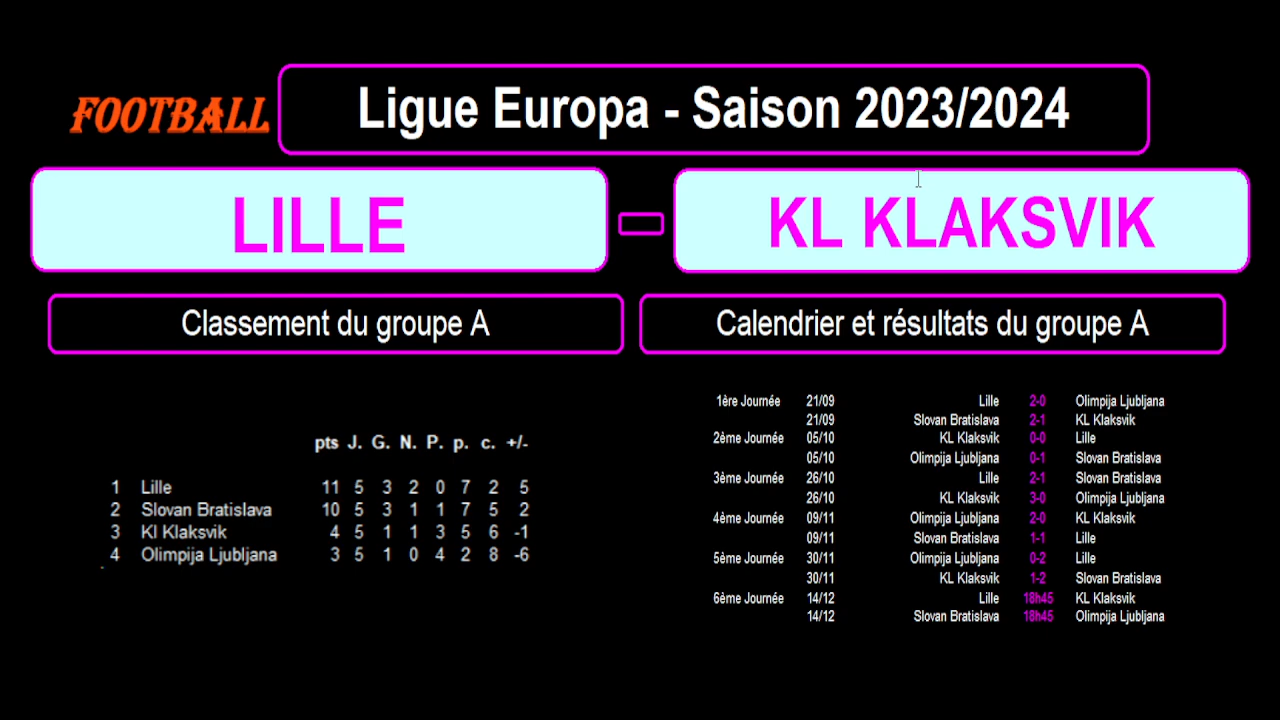 FOOTBALL
Ligue Europa - Saison 2023/2024
LILLE
KL KLAKSVIK
Classement du groupe A
Calendrier et résultats du groupe A
pts J. G. N. P. p. c. +/-
1 Lille 11 5 3 2 0 7 2 5
2 Slovan Bratislava 10 5 3 1 1 7 5 2
3 Kl Klaksvik 4 5 1 1 3 5 6 -1
4 Olimpija Ljubljana 3 5 1 0 4 2 8 -6
1ère Journée 21/09 Lille 2-0 Olimpija Ljubljana
21/09 Slovan Bratislava 2-1 KL Klaksvik
2ème Journée 05/10 KL Klaksvik 0-0 Lille
05/10 Olimpija Ljubljana 0-1 Slovan Bratislava
3ème Journée 26/10 Lille 2-1 Slovan Bratislava
26/10 KL Klaksvik 3-0 Olimpija Ljubljana
4ème Journée 09/11 Olimpija Ljubljana 2-0 KL Klaksvik
09/11 Slovan Bratislava 1-1 Lille
5ème Journée 30/11 Olimpija Ljubljana 0-2 Lille
30/11 KL Klaksvik 1-2 Slovan Bratislava
6ème Journée 14/12 Lille 18h45 KL Klaksvik
14/12 Slovan Bratislava 18h45 Olimpija Ljubljana